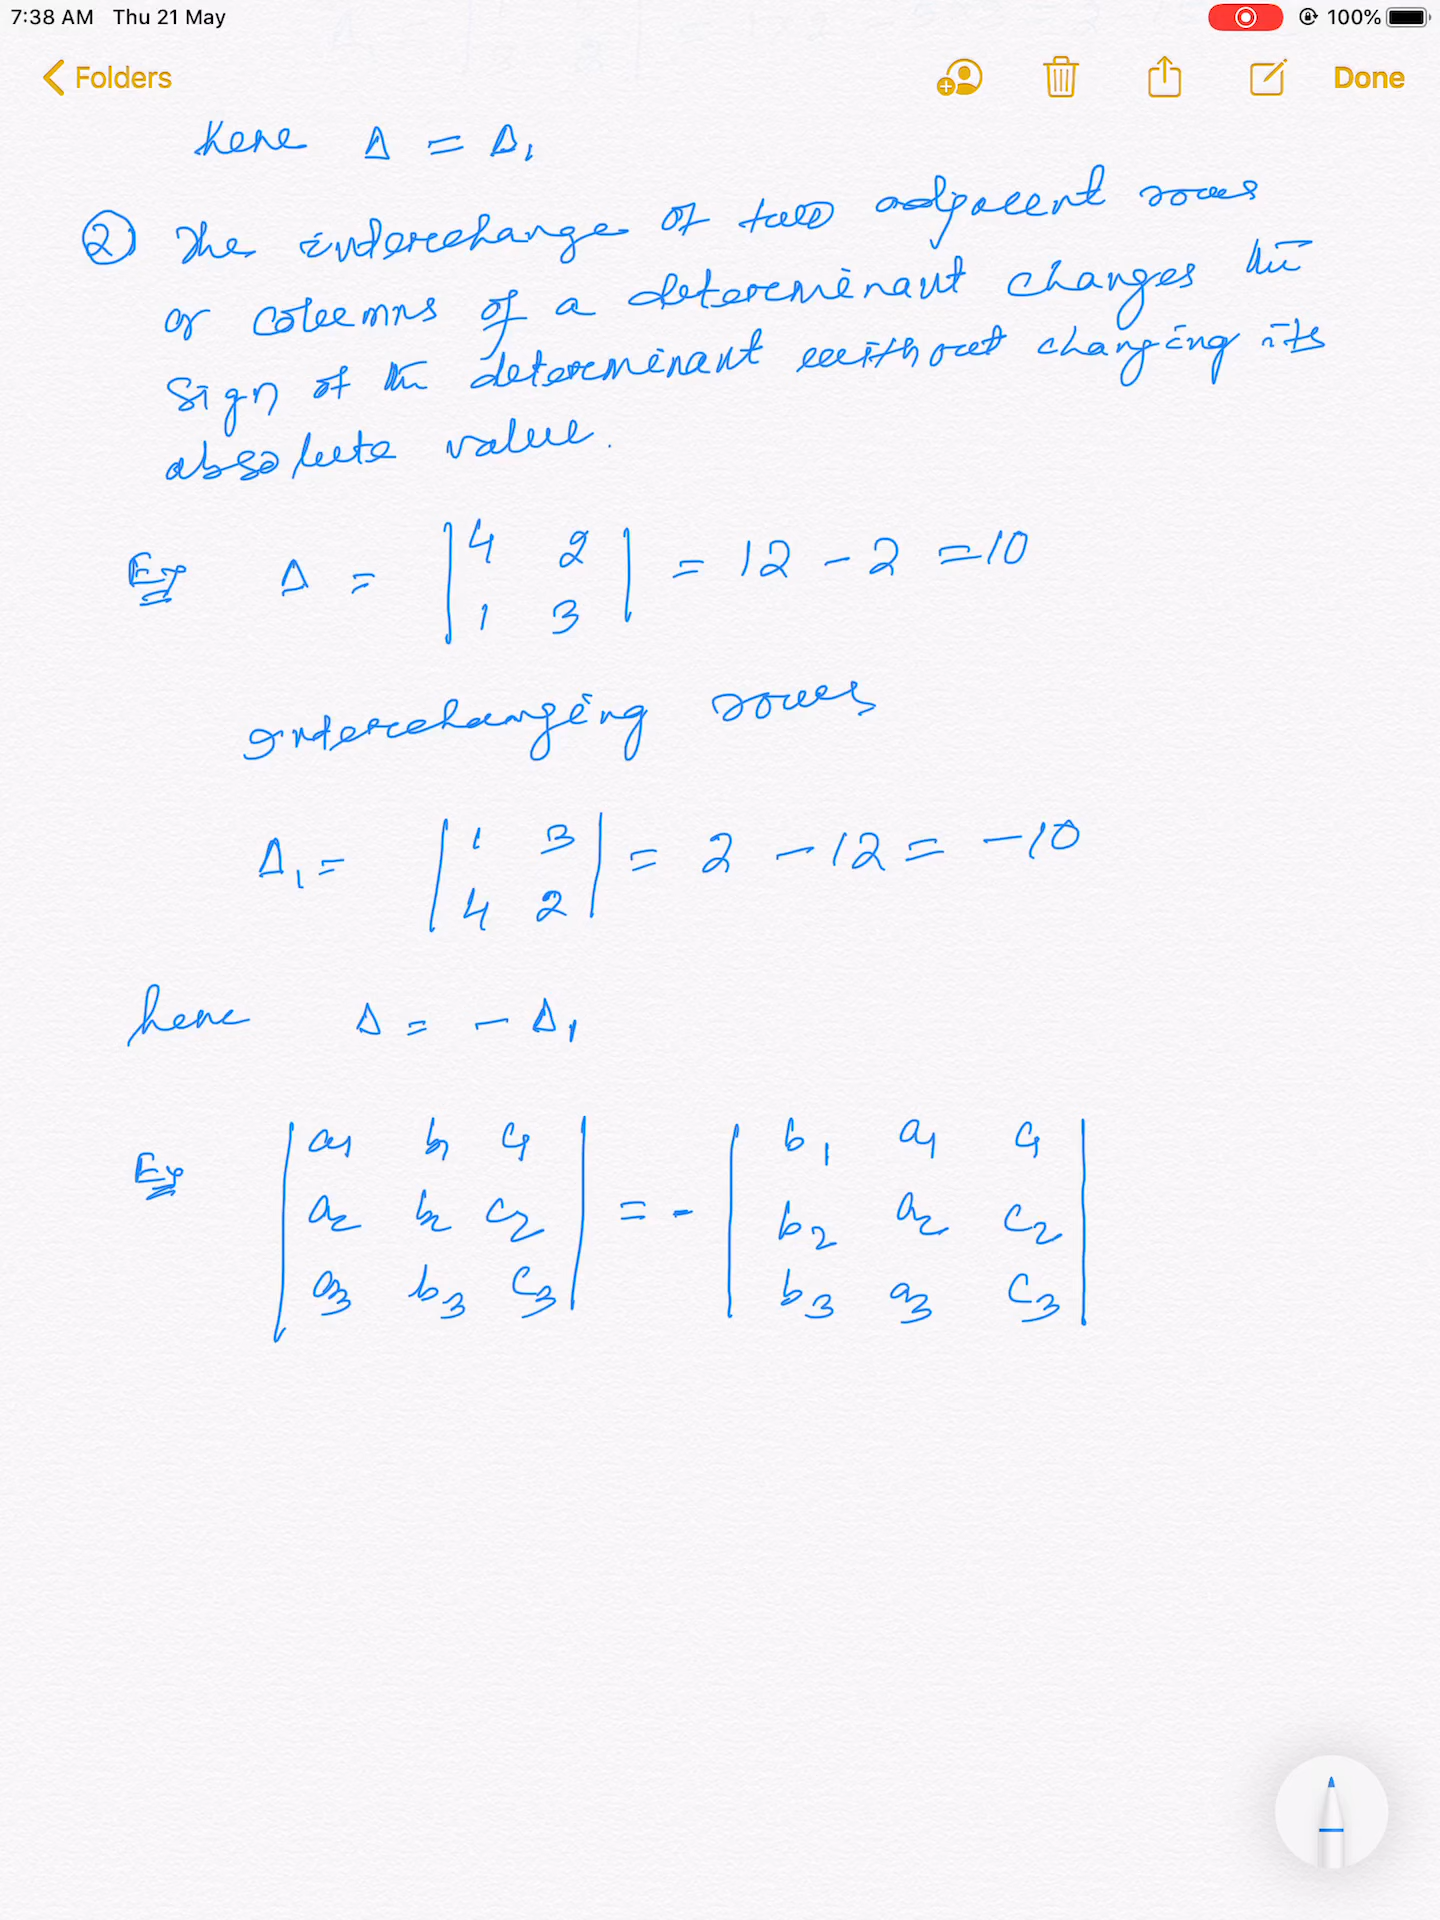 7:38 AM Thu 21 May 100%
Folders Done
here Δ = Δ₁
② The interchange of two adjacent rows
or columns of a determinant changes the
sign of the determinant without changing its
absolute value.
Ex Δ = | 4 2 | = 12 - 2 = 10
| 1 3 |
Interchanging rows
Δ₁ = | 1 3 | = 2 - 12 = -10
| 4 2 |
here Δ = - Δ₁
Ex | a₁ b₁ c₁ | = - | b₁ a₁ c₁ |
| a₂ b₂ c₂ | | b₂ a₂ c₂ |
| a₃ b₃ c₃ | | b₃ a₃ c₃ |